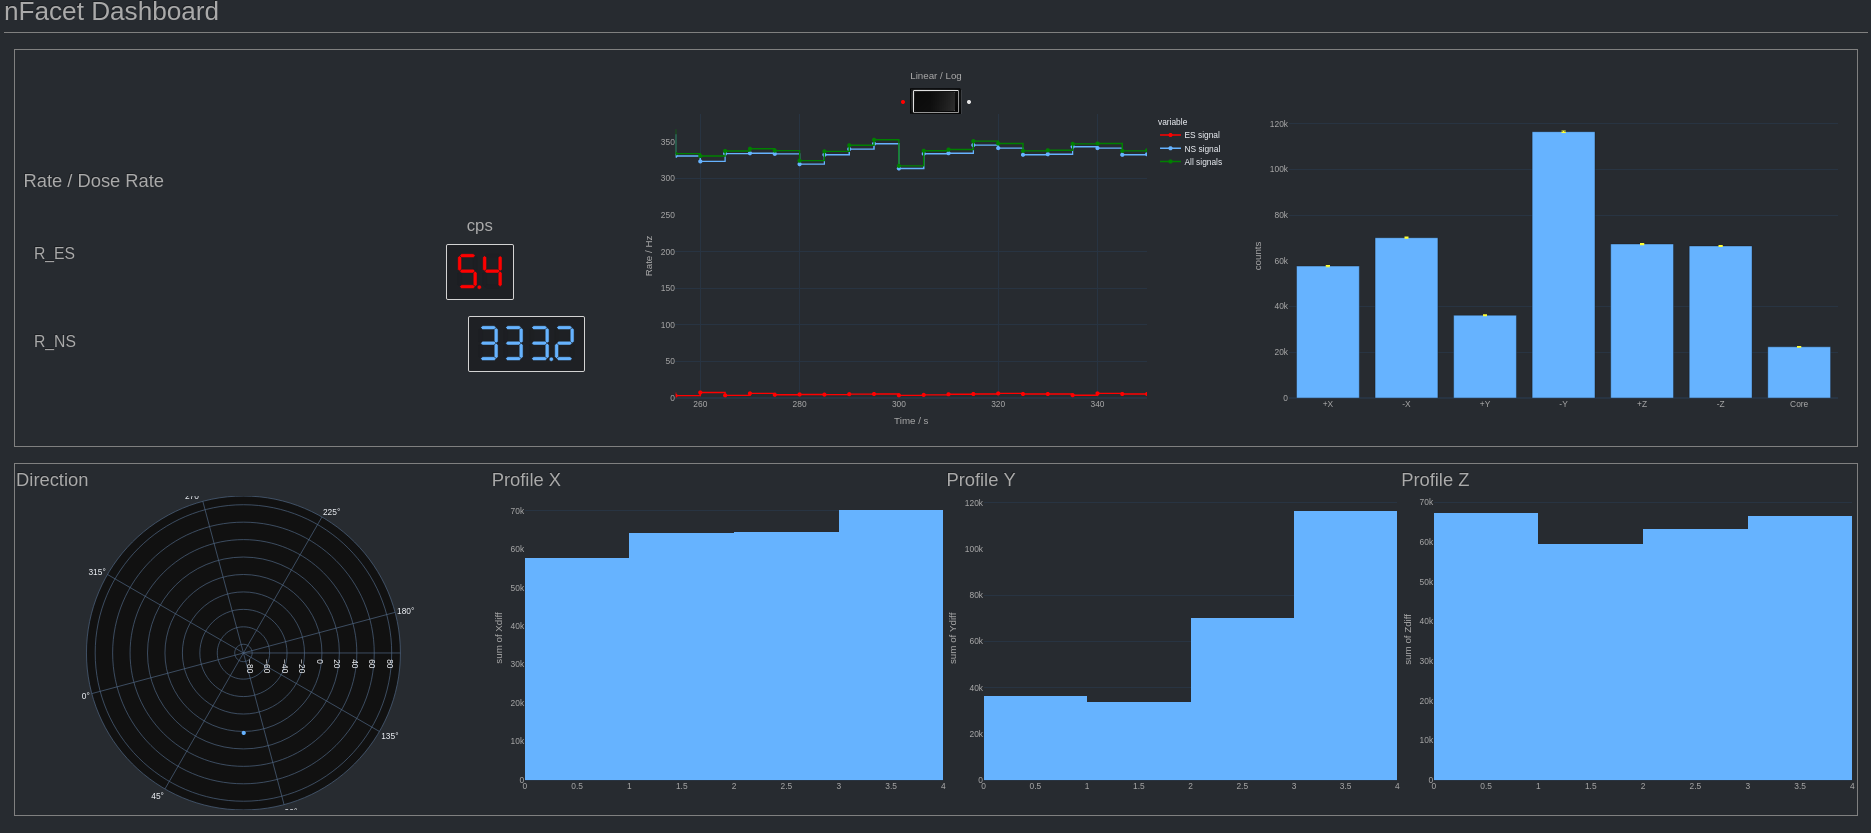 nFacet Dashboard
Rate / Dose Rate
cps
R_ES
5.4
R_NS
333.2
Linear / Log
350
300
250
200
150
100
50
0
Rate / Hz
260
280
300
320
340
Time / s
variable
ES signal
NS signal
All signals
120k
100k
80k
60k
40k
20k
0
counts
+X
-X
+Y
-Y
+Z
-Z
Core
Direction
270°
225°
315°
180°
0°
135°
45°
−80
−60
−40
−20
0
20
40
60
80
Profile X
70k
60k
50k
40k
30k
20k
10k
0
sum of Xdiff
0
0.5
1
1.5
2
2.5
3
3.5
4
Profile Y
120k
100k
80k
60k
40k
20k
0
sum of Ydiff
0
0.5
1
1.5
2
2.5
3
3.5
4
Profile Z
70k
60k
50k
40k
30k
20k
10k
0
sum of Zdiff
0
0.5
1
1.5
2
2.5
3
3.5
4